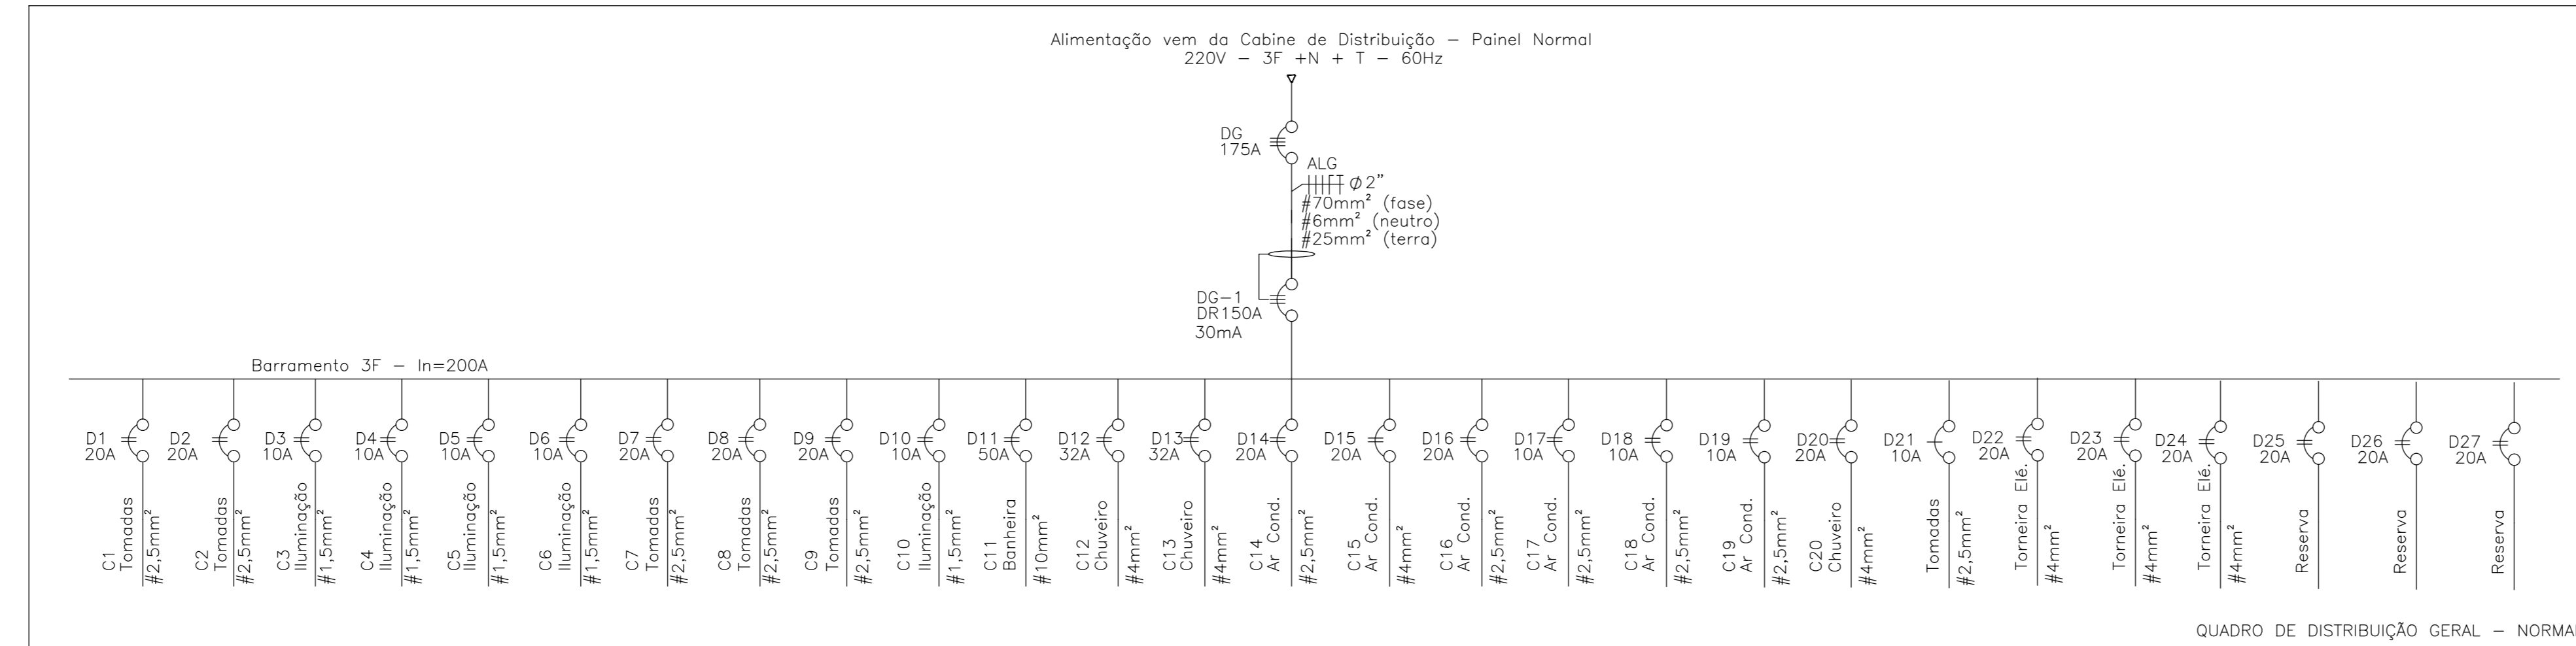 Alimentação vem da Cabine de Distribuição – Painel Normal
220V – 3F +N + T – 60Hz
DG
175A
ALG
Ø2"
#70mm² (fase)
#6mm² (neutro)
#25mm² (terra)
DG-1
DR150A
30mA
Barramento 3F – In=200A
D1
20A
C1
Tomadas
#2,5mm²
D2
20A
C2
Tomadas
#2,5mm²
D3
10A
C3
Iluminação
#1,5mm²
D4
10A
C4
Iluminação
#1,5mm²
D5
10A
C5
Iluminação
#1,5mm²
D6
10A
C6
Iluminação
#1,5mm²
D7
20A
C7
Tomadas
#2,5mm²
D8
20A
C8
Tomadas
#2,5mm²
D9
20A
C9
Tomadas
#2,5mm²
D10
10A
C10
Iluminação
#1,5mm²
D11
50A
C11
Banheira
#10mm²
D12
32A
C12
Chuveiro
#4mm²
D13
32A
C13
Chuveiro
#4mm²
D14
20A
C14
Ar Cond.
#2,5mm²
D15
20A
C15
Ar Cond.
#4mm²
D16
20A
C16
Ar Cond.
#2,5mm²
D17
10A
C17
Ar Cond.
#2,5mm²
D18
10A
C18
Ar Cond.
#2,5mm²
D19
10A
C19
Ar Cond.
#2,5mm²
D20
20A
C20
Chuveiro
#4mm²
D21
10A
Tomadas
#2,5mm²
D22
20A
Torneira Elé.
#4mm²
D23
20A
Torneira Elé.
#4mm²
D24
20A
Torneira Elé.
#4mm²
D25
20A
Reserva
D26
20A
Reserva
D27
20A
Reserva
QUADRO DE DISTRIBUIÇÃO GERAL – NORMAL